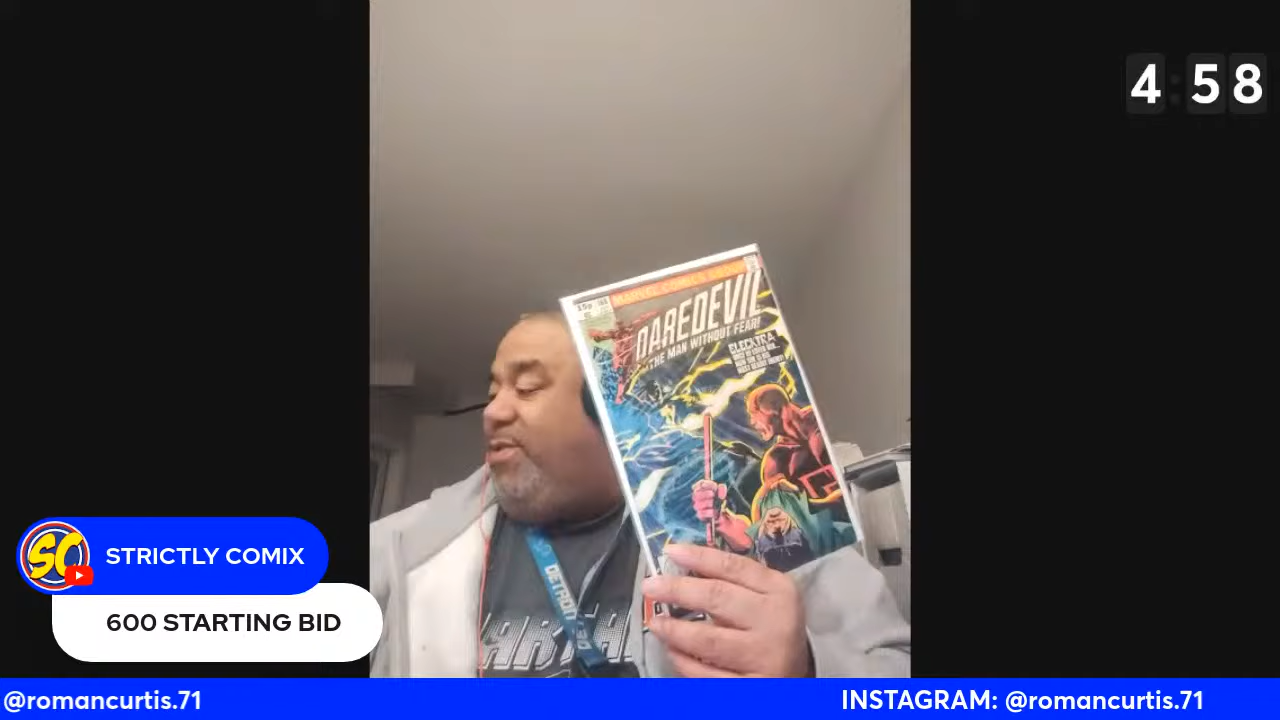 4:58
15p
MARVEL COMICS GROUP
DAREDEVIL
THE MAN WITHOUT FEAR!
ELEKTRA
DETROIT
SC
STRICTLY COMIX
600 STARTING BID
@romancurtis.71
INSTAGRAM: @romancurtis.71